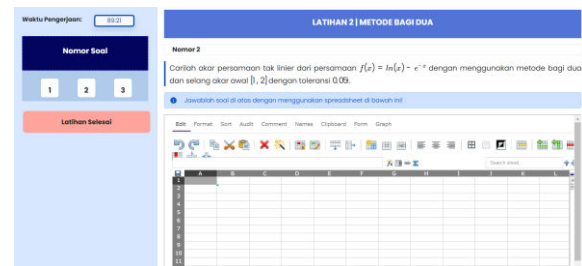 Waktu Pengerjaan:
89:21
LATIHAN 2 | METODE BAGI DUA
Nomor Soal
1 2 3
Latihan Selesai
Nomor 2
Carilah akar persamaan tak linier dari persamaan f(x) = ln(x) - e^-x dengan menggunakan metode bagi dua
dan selang akar awal [1, 2] dengan toleransi 0.05.
Jawablah soal di atas dengan menggunakan spreadsheet di bawah ini!
Edit Format Sort Audit Comment Names Clipboard Form Graph
Search sheet
A B C D E F G H I J K L
1
2
3
4
5
6
7
8
9
10
11